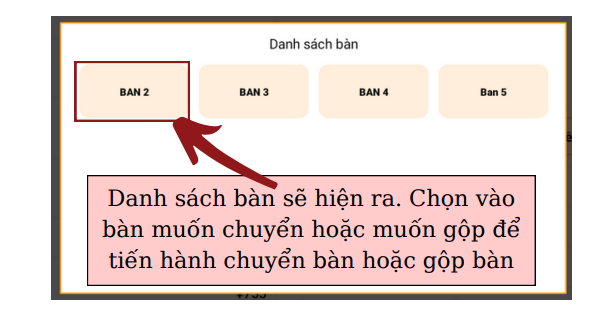 Danh sách bàn
BAN 2 BAN 3 BAN 4 Ban 5
Danh sách bàn sẽ hiện ra. Chọn vào
bàn muốn chuyển hoặc muốn gộp để
tiến hành chuyển bàn hoặc gộp bàn